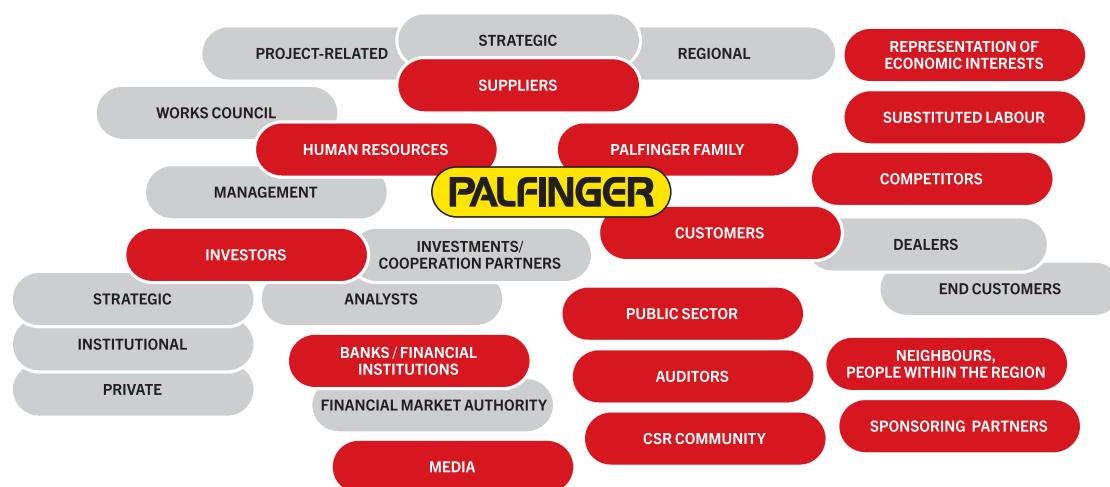 STRATEGIC
PROJECT-RELATED
REGIONAL
REPRESENTATION OF
ECONOMIC INTERESTS
SUPPLIERS
WORKS COUNCIL
SUBSTITUTED LABOUR
HUMAN RESOURCES
PALFINGER FAMILY
MANAGEMENT
PALFINGER
COMPETITORS
CUSTOMERS
DEALERS
INVESTORS
INVESTMENTS/
COOPERATION PARTNERS
END CUSTOMERS
STRATEGIC
ANALYSTS
PUBLIC SECTOR
INSTITUTIONAL
BANKS / FINANCIAL
INSTITUTIONS
NEIGHBOURS,
PEOPLE WITHIN THE REGION
PRIVATE
AUDITORS
FINANCIAL MARKET AUTHORITY
SPONSORING PARTNERS
CSR COMMUNITY
MEDIA